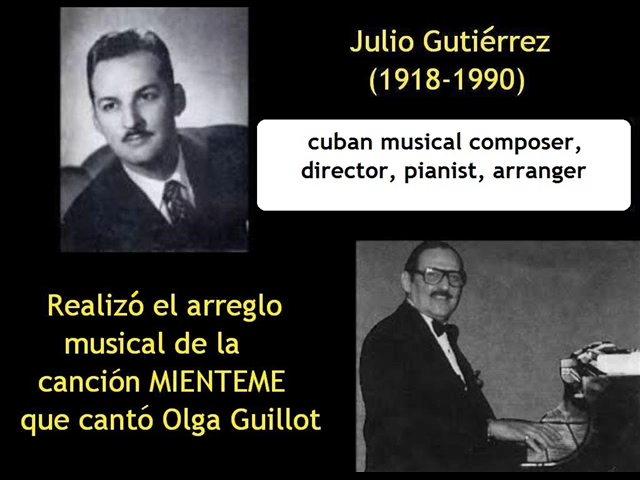 Julio Gutiérrez
(1918-1990)
cuban musical composer,
director, pianist, arranger
Realizó el arreglo
musical de la
canción MIENTEME
que cantó Olga Guillot